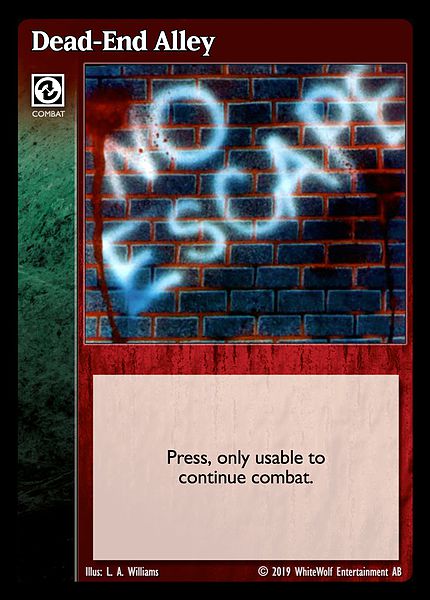 Dead-End Alley
COMBAT
NO
ESCAPE
Press, only usable to
continue combat.
Illus: L. A. Williams
© 2019 WhiteWolf Entertainment AB